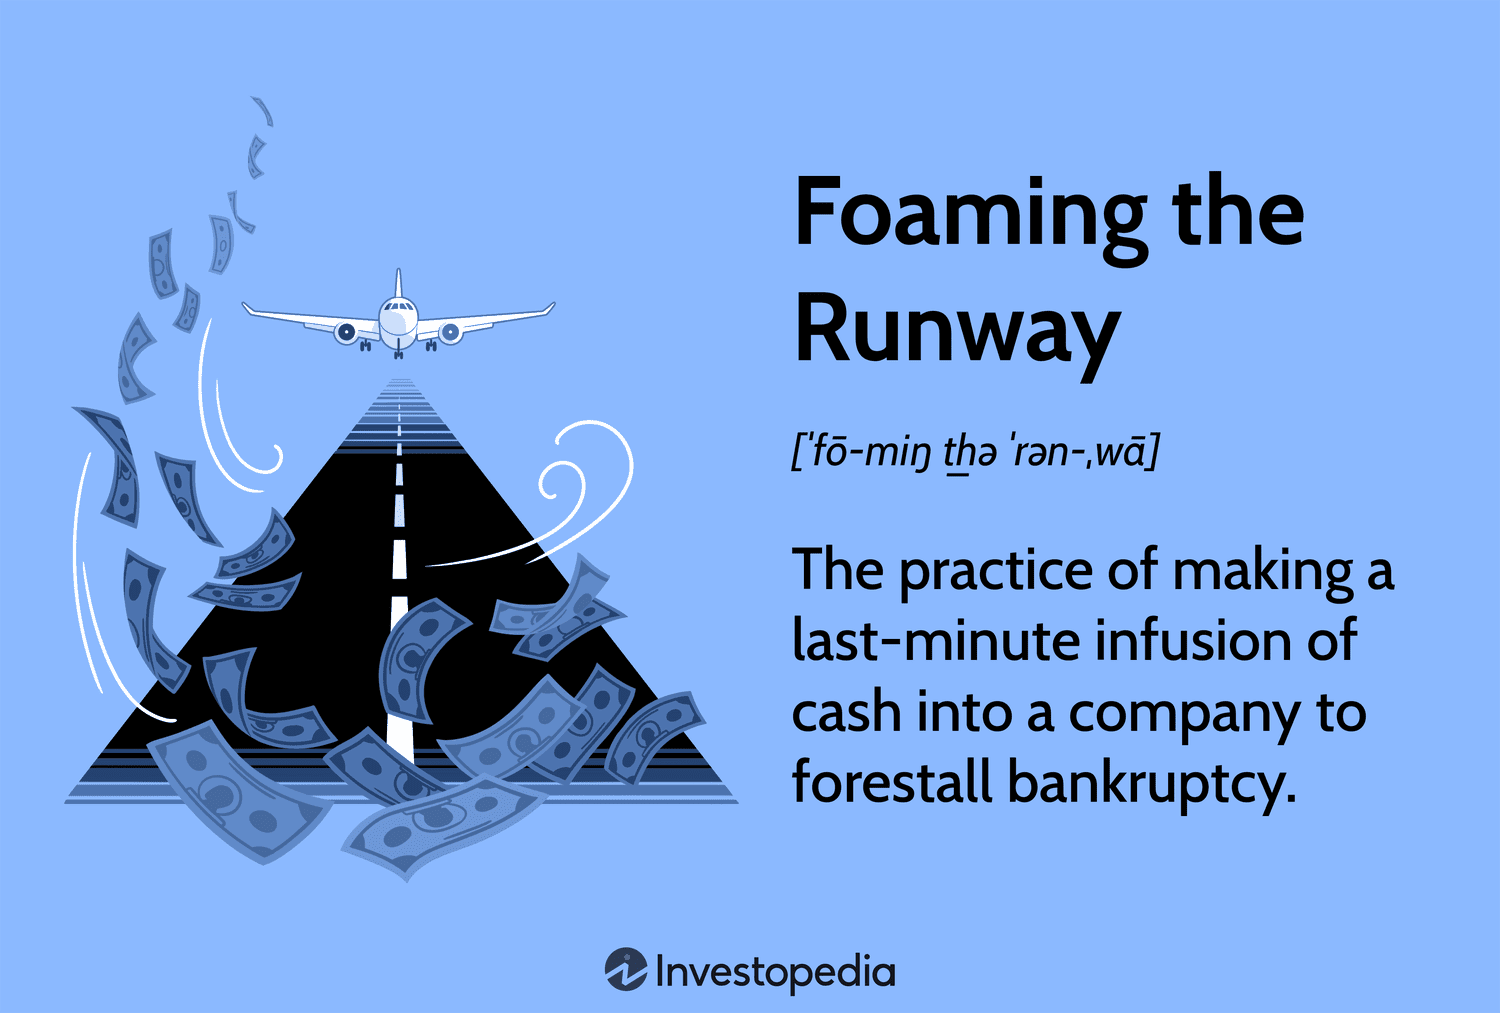 Foaming the
Runway
[ˈfō-miŋ t͟hə ˈrən-ˌwā]
The practice of making a
last-minute infusion of
cash into a company to
forestall bankruptcy.
Investopedia